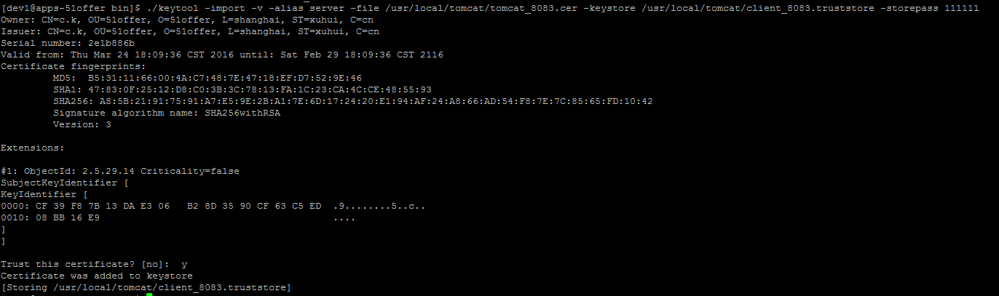 [dev1@apps-51offer bin]$ ./keytool -import -v -alias server -file /usr/local/tomcat/tomcat_8083.cer -keystore /usr/local/tomcat/client_8083.truststore -storepass 111111
Owner: CN=c.k, OU=51offer, O=51offer, L=shanghai, ST=xuhui, C=cn
Issuer: CN=c.k, OU=51offer, O=51offer, L=shanghai, ST=xuhui, C=cn
Serial number: 2e1b886b
Valid from: Thu Mar 24 18:09:36 CST 2016 until: Sat Feb 29 18:09:36 CST 2116
Certificate fingerprints:
MD5:  B5:31:11:66:00:4A:C7:48:7E:47:18:EF:D7:52:9E:46
SHA1: 47:83:0F:25:12:D8:C0:3B:3C:78:13:FA:1C:23:CA:4C:CE:48:55:93
SHA256: A8:5B:21:91:75:91:A7:E5:9E:2B:A1:7E:6D:17:24:20:E1:94:AF:24:A8:66:AD:54:F8:7E:7C:85:65:FD:10:42
Signature algorithm name: SHA256withRSA
Version: 3
Extensions:
#1: ObjectId: 2.5.29.14 Criticality=false
SubjectKeyIdentifier [
KeyIdentifier [
0000: CF 39 F8 7B 13 DA E3 06   B2 8D 35 90 CF 63 C5 ED  .9........5..c..
0010: 08 BB 16 E9                                        ....
]
]
Trust this certificate? [no]:  y
Certificate was added to keystore
[Storing /usr/local/tomcat/client_8083.truststore]